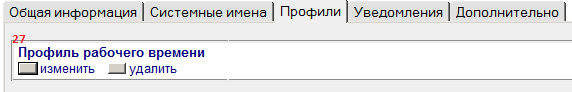 Общая информация Системные имена Профили Уведомления Дополнительно
27
Профиль рабочего времени
изменить удалить